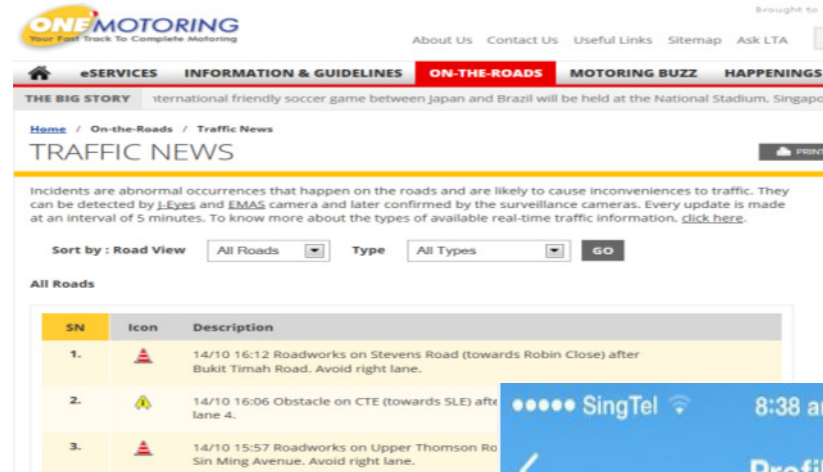 Brought to
ONE MOTORING
Your Fast Track To Complete Motoring
About Us Contact Us Useful Links Sitemap Ask LTA
eSERVICES INFORMATION & GUIDELINES ON-THE-ROADS MOTORING BUZZ HAPPENINGS
THE BIG STORY ternational friendly soccer game between Japan and Brazil will be held at the National Stadium, Singapo
Home / On-the-Roads / Traffic News
TRAFFIC NEWS
PRINT
Incidents are abnormal occurrences that happen on the roads and are likely to cause inconveniences to traffic. They
can be detected by J-Eyes and EMAS camera and later confirmed by the surveillance cameras. Every update is made
at an interval of 5 minutes. To know more about the types of available real-time traffic information, click here.
Sort by : Road View All Roads Type All Types GO
All Roads
SN Icon Description
1. 14/10 16:12 Roadworks on Stevens Road (towards Robin Close) after
Bukit Timah Road. Avoid right lane.
2. 14/10 16:06 Obstacle on CTE (towards SLE) afte
lane 4.
3. 14/10 15:57 Roadworks on Upper Thomson Ro
Sin Ming Avenue. Avoid right lane.
SingTel 8:38 am
Profil